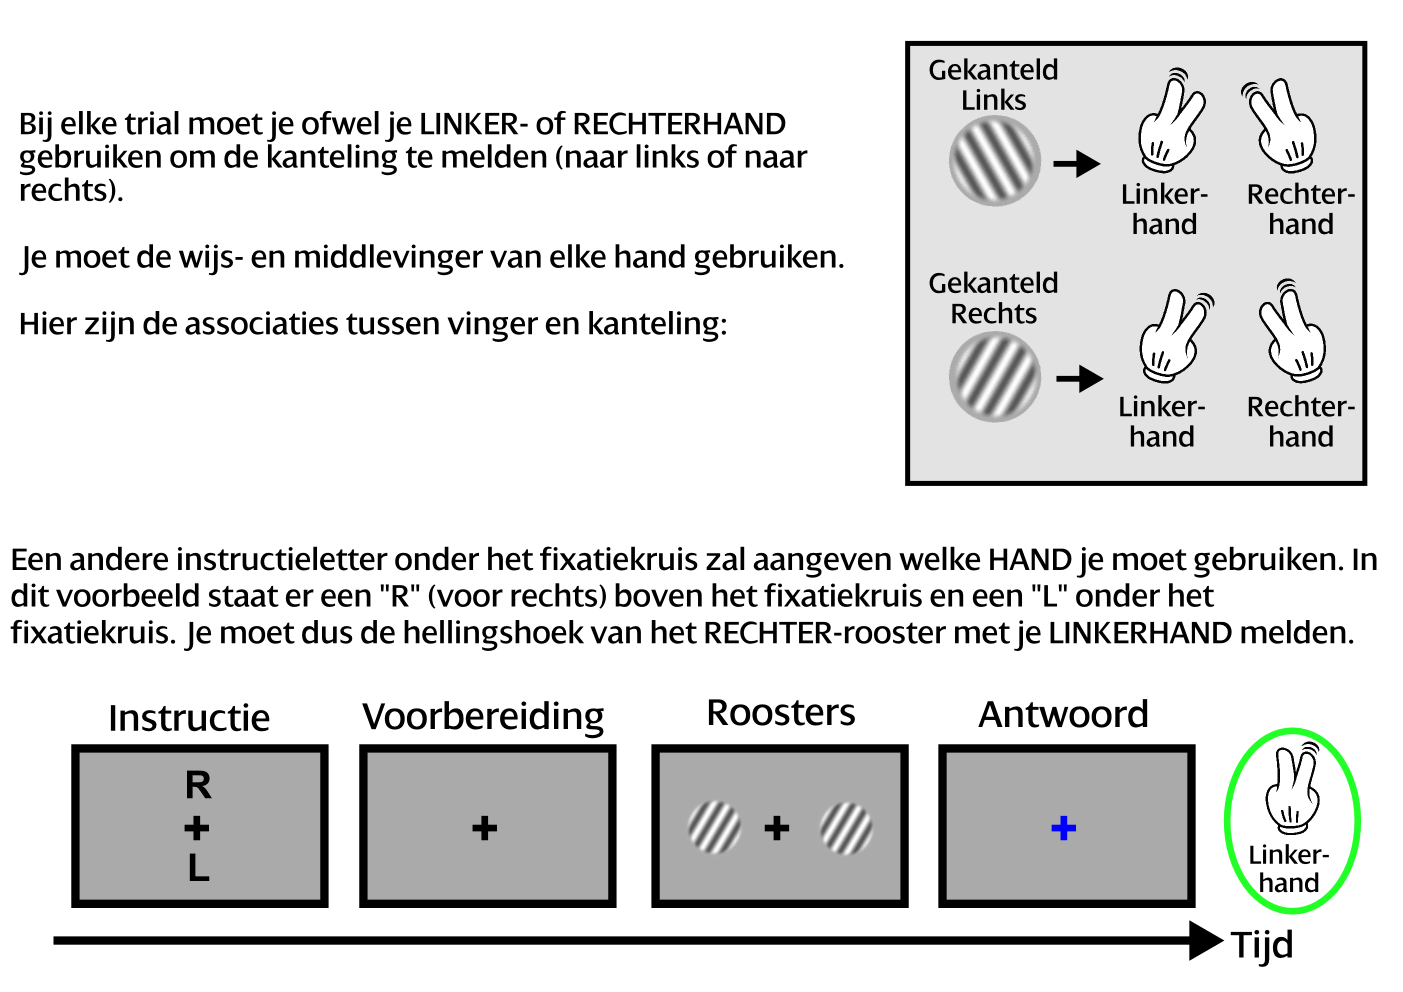 Bij elke trial moet je ofwel je LINKER- of RECHTERHAND
gebruiken om de kanteling te melden (naar links of naar
rechts).
Je moet de wijs- en middlevinger van elke hand gebruiken.
Hier zijn de associaties tussen vinger en kanteling:
Gekanteld
Links
Linker-
hand
Rechter-
hand
Gekanteld
Rechts
Linker-
hand
Rechter-
hand
Een andere instructieletter onder het fixatiekruis zal aangeven welke HAND je moet gebruiken. In
dit voorbeeld staat er een "R" (voor rechts) boven het fixatiekruis en een "L" onder het
fixatiekruis. Je moet dus de hellingshoek van het RECHTER-rooster met je LINKERHAND melden.
Instructie
R
L
Voorbereiding
Roosters
Antwoord
Linker-
hand
Tijd